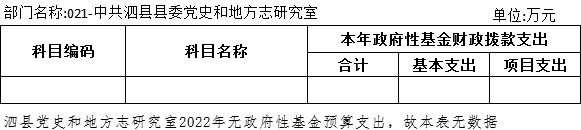 部门名称:021-中共泗县县委党史和地方志研究室 单位:万元
科目编码 科目名称 本年政府性基金财政拨款支出
合计 基本支出 项目支出
泗县党史和地方志研究室2022年无政府性基金预算支出，故本表无数据